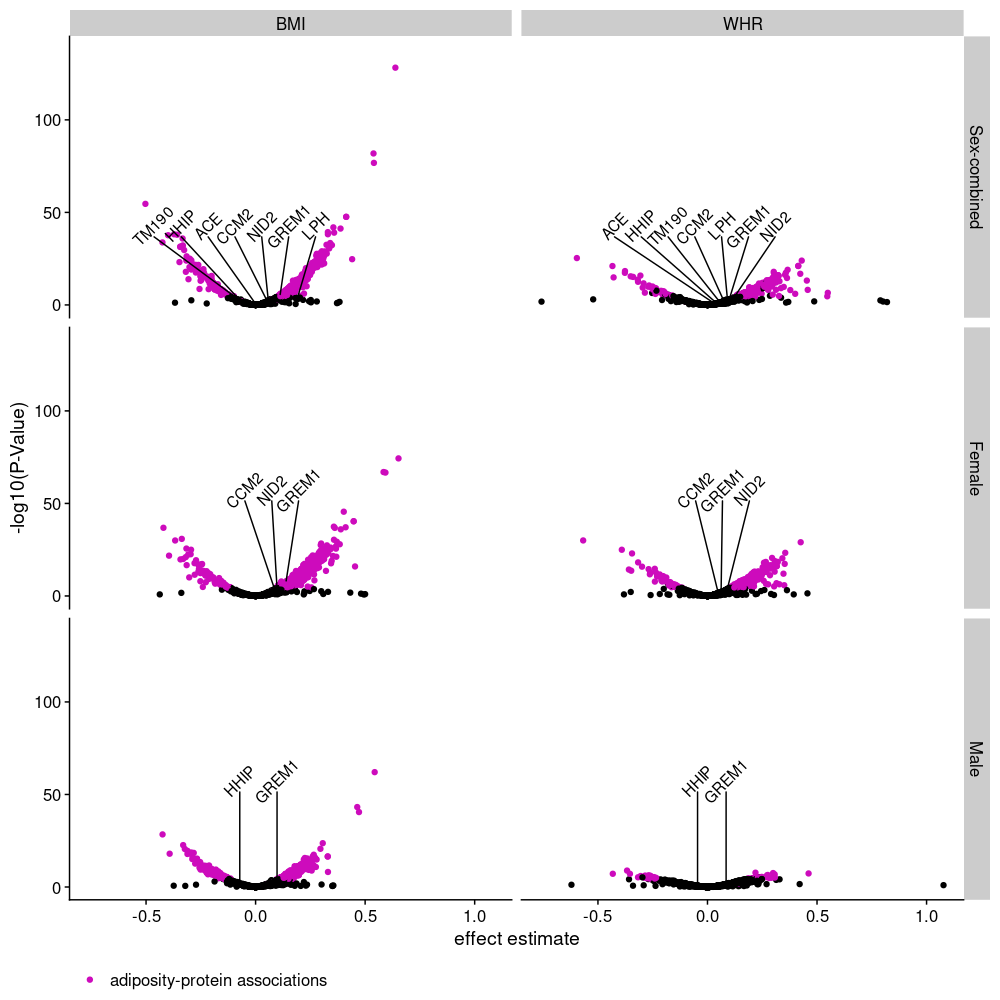 BMI WHR
100
50
0
TM190 HHIP ACE CCM2 NID2 GREM1 LPH
ACE HHIP TM190 CCM2 LPH GREM1 NID2
Sex-combined
100
50
0
CCM2 NID2 GREM1
CCM2 GREM1 NID2
Female
100
50
0
HHIP GREM1
HHIP GREM1
Male
-log10(P-Value)
-0.5 0.0 0.5 1.0 -0.5 0.0 0.5 1.0
effect estimate
adiposity-protein associations